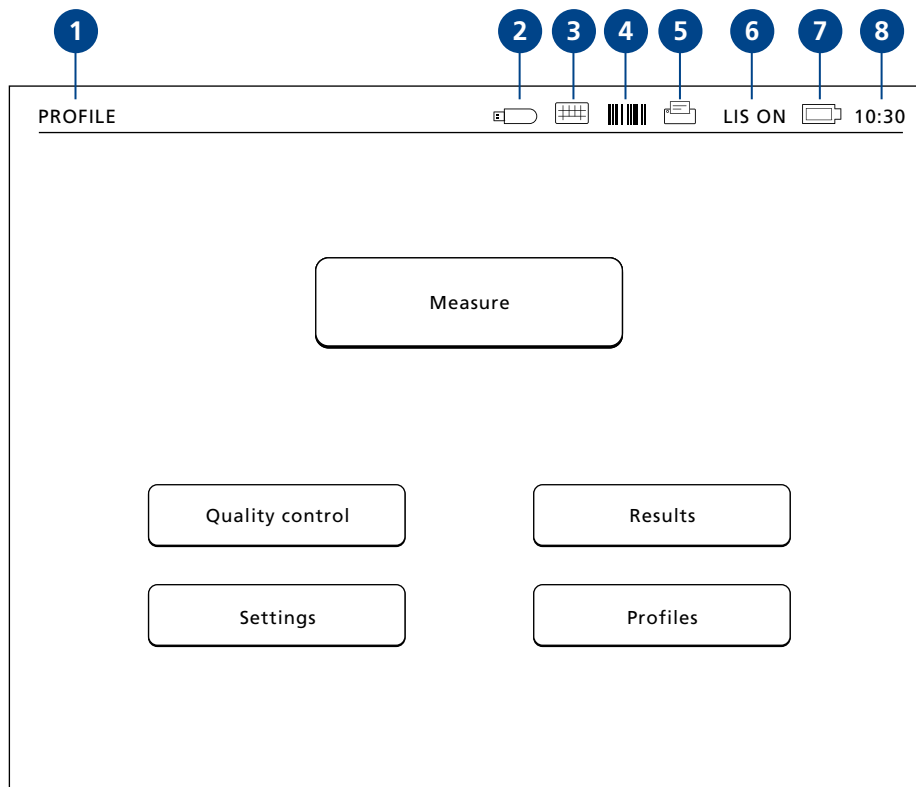 1 2 3 4 5 6 7 8
PROFILE LIS ON 10:30
Measure
Quality control Results
Settings Profiles